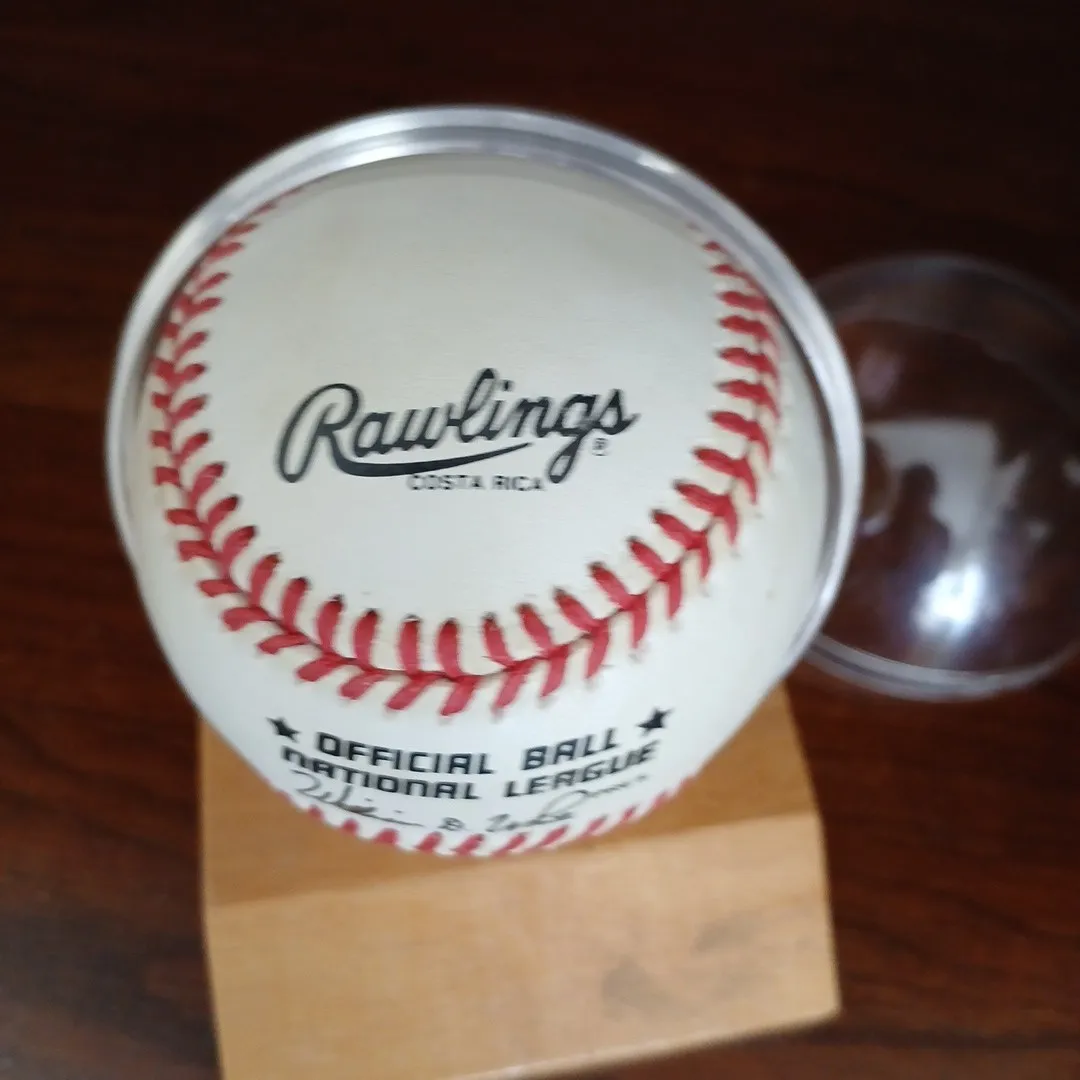 Rawlings®
COSTA RICA
★ OFFICIAL BALL ★
NATIONAL LEAGUE